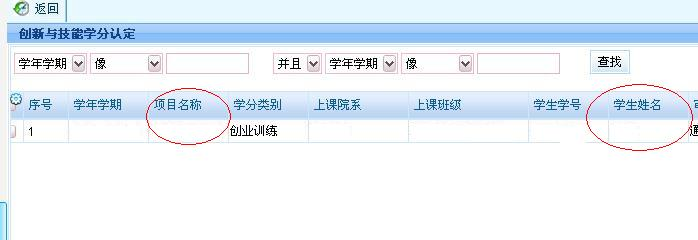 返回
创新与技能学分认定
学年学期 像 并且 学年学期 像 查找
序号 学年学期 项目名称 学分类别 上课院系 上课班级 学生学号 学生姓名
1 创业训练